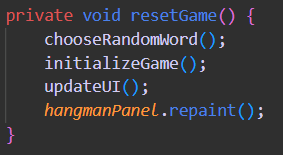 private void resetGame() {
    chooseRandomWord();
    initializeGame();
    updateUI();
    hangmanPanel.repaint();
}